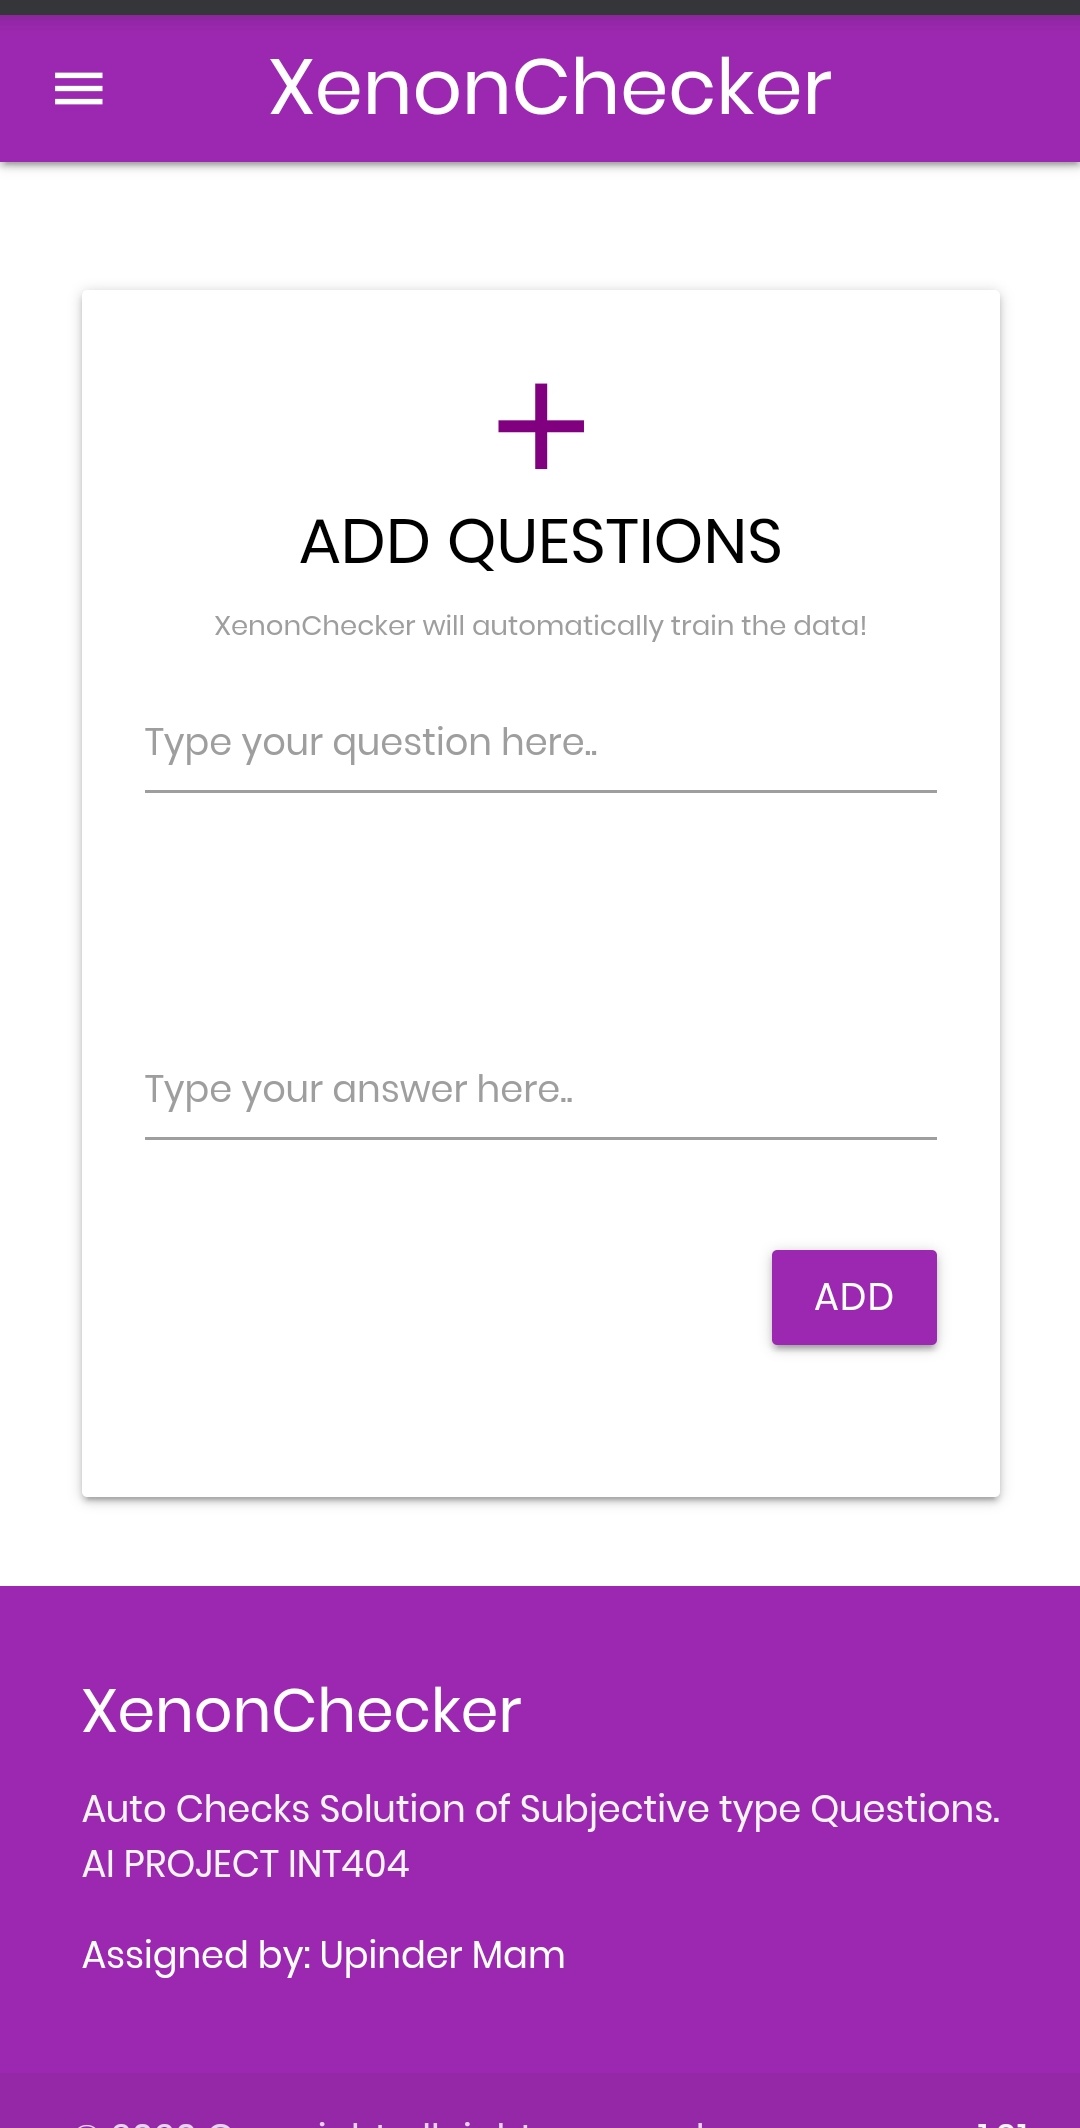 XenonChecker
ADD QUESTIONS
XenonChecker will automatically train the data!
Type your question here..
Type your answer here..
ADD
XenonChecker
Auto Checks Solution of Subjective type Questions.
AI PROJECT INT404
Assigned by: Upinder Mam